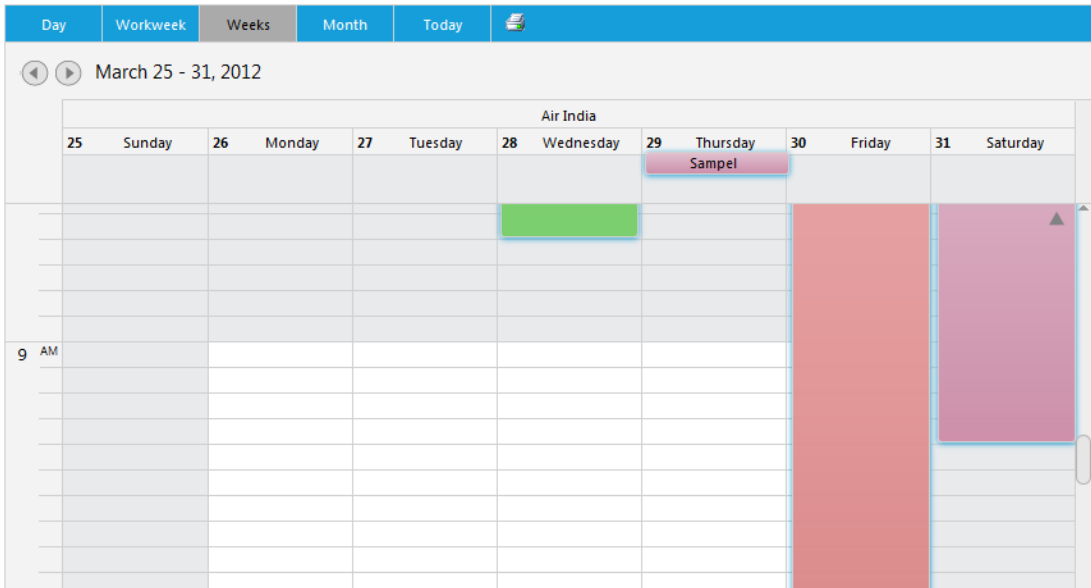 Day Workweek Weeks Month Today
March 25 - 31, 2012
Air India
25 Sunday 26 Monday 27 Tuesday 28 Wednesday 29 Thursday 30 Friday 31 Saturday
Sampel
9 AM